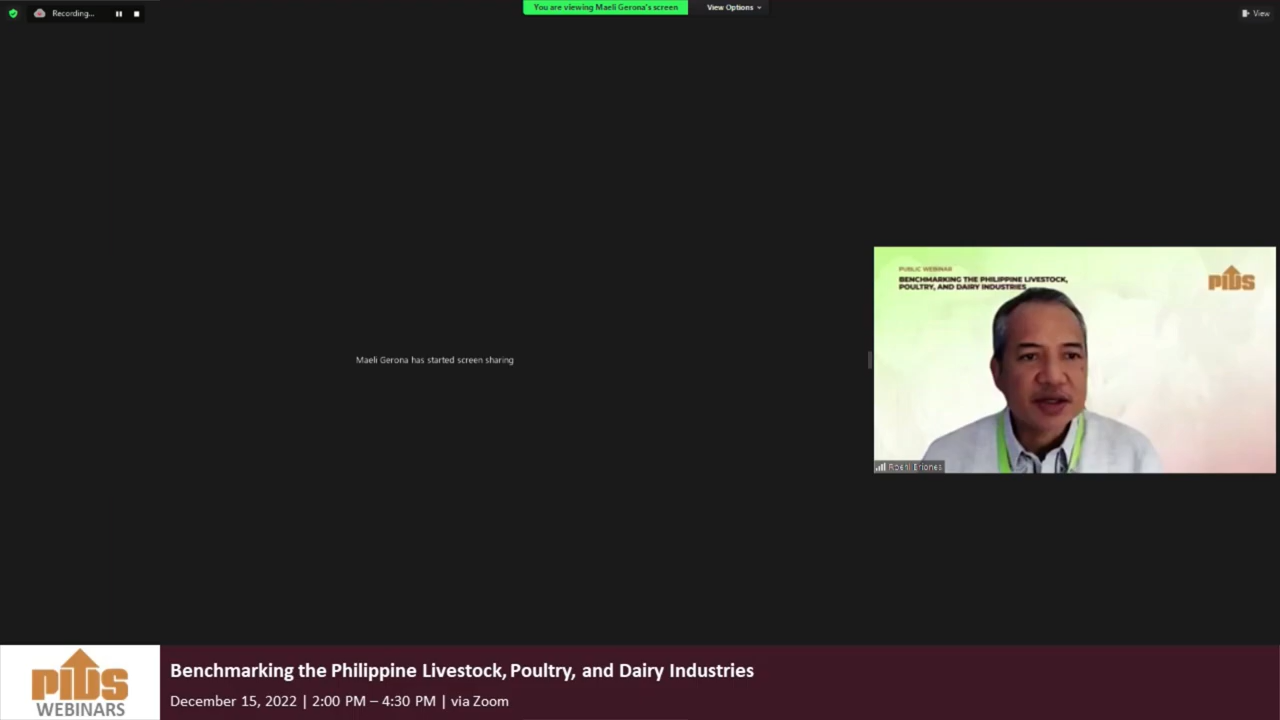 Recording...
You are viewing Maeli Gerona's screen
View Options
View
PUBLIC WEBINAR
BENCHMARKING THE PHILIPPINE LIVESTOCK,
POULTRY, AND DAIRY INDUSTRIES
PIDS
Maeli Gerona has started screen sharing
Roehl Briones
PIDS
WEBINARS
Benchmarking the Philippine Livestock, Poultry, and Dairy Industries
December 15, 2022 | 2:00 PM – 4:30 PM | via Zoom